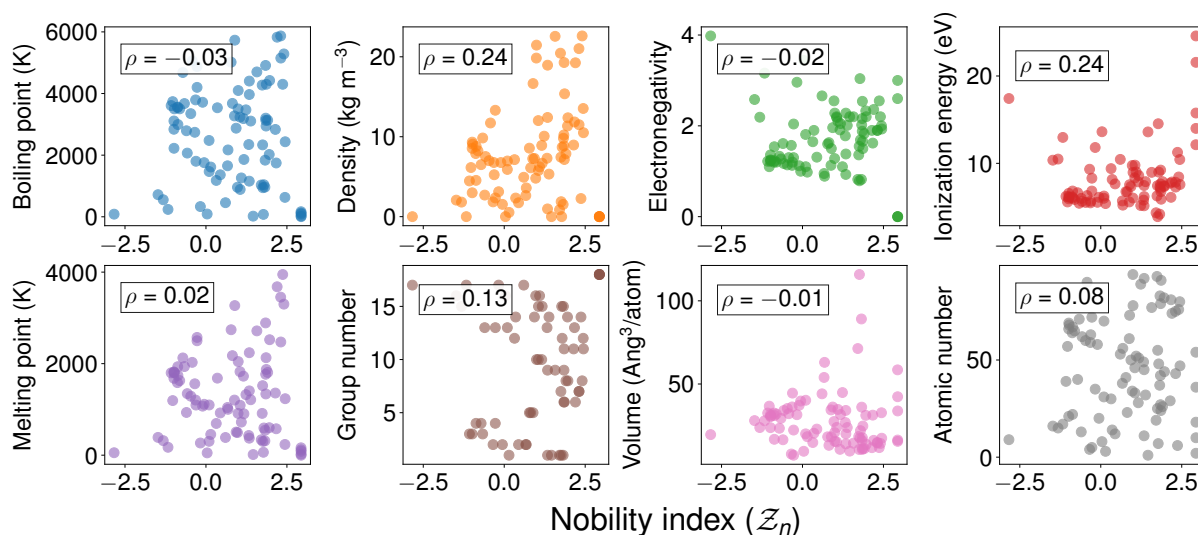 Boiling point (K)
6000
4000
2000
0
ρ = −0.03
−2.5 0.0 2.5
Density (kg m⁻³)
20
10
0
ρ = 0.24
−2.5 0.0 2.5
Electronegativity
4
2
0
ρ = −0.02
−2.5 0.0 2.5
Ionization energy (eV)
20
10
ρ = 0.24
−2.5 0.0 2.5
Melting point (K)
4000
2000
0
ρ = 0.02
−2.5 0.0 2.5
Group number
15
10
5
ρ = 0.13
−2.5 0.0 2.5
Volume (Ang³/atom)
100
50
ρ = −0.01
−2.5 0.0 2.5
Atomic number
50
0
ρ = 0.08
−2.5 0.0 2.5
Nobility index (𝒵ₙ)